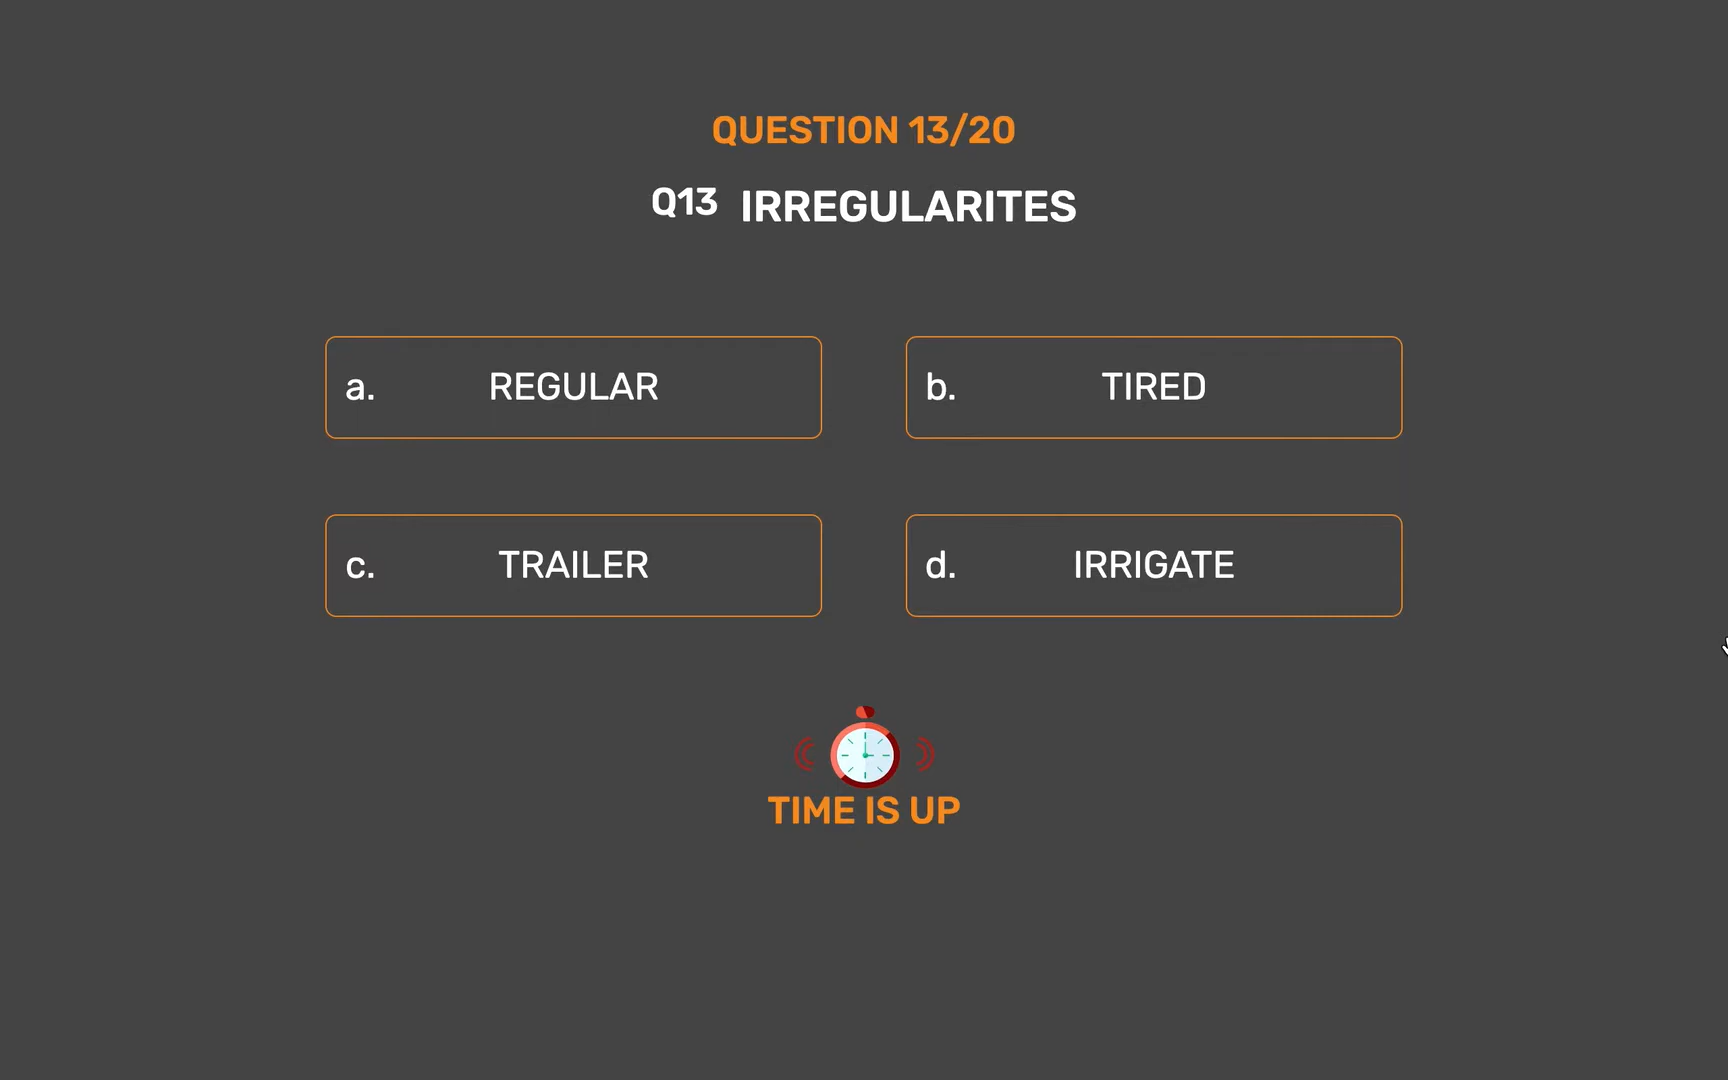 QUESTION 13/20
Q13 IRREGULARITES
a. REGULAR
b. TIRED
c. TRAILER
d. IRRIGATE
TIME IS UP